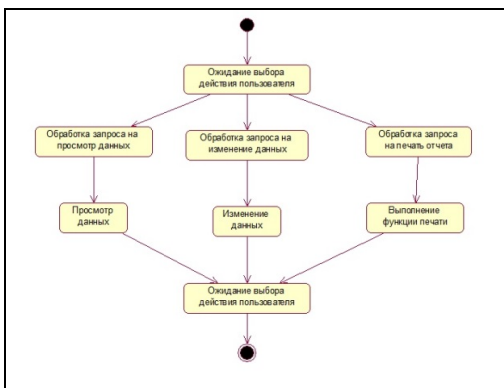 Ожидание выбора
действия пользователя
Обработка запроса на
просмотр данных
Обработка запроса на
изменение данных
Обработка запроса
на печать отчета
Просмотр
данных
Изменение
данных
Выполнение
функции печати
Ожидание выбора
действия пользователя